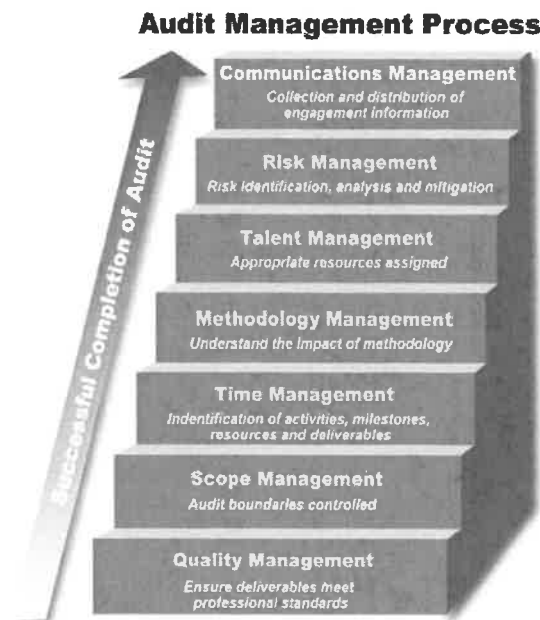 Audit Management Process
Communications Management
Collection and distribution of
engagement information
Risk Management
Risk identification, analysis and mitigation
Talent Management
Appropriate resources assigned
Methodology Management
Understand the impact of methodology
Time Management
Indentification of activities, milestones,
resources and deliverables
Scope Management
Audit boundaries controlled
Quality Management
Ensure deliverables meet
professional standards
Successful Completion of Audit